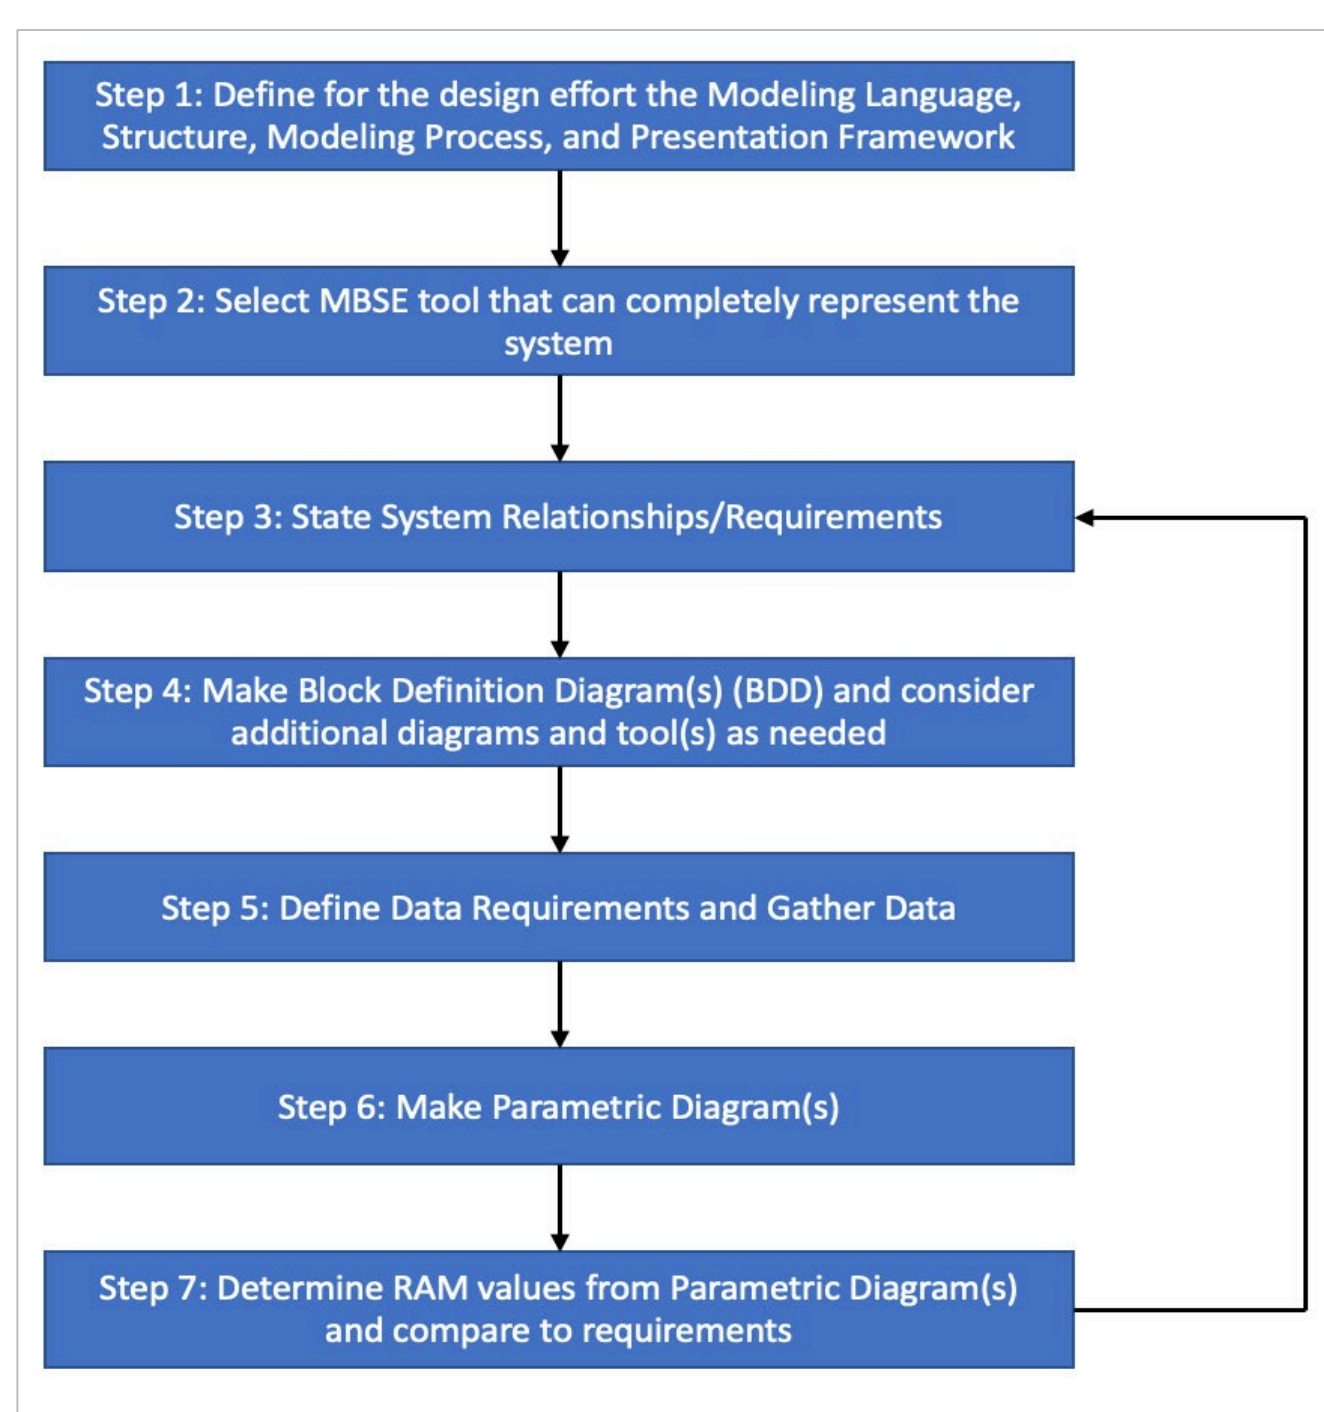 Step 1: Define for the design effort the Modeling Language,
Structure, Modeling Process, and Presentation Framework
Step 2: Select MBSE tool that can completely represent the
system
Step 3: State System Relationships/Requirements
Step 4: Make Block Definition Diagram(s) (BDD) and consider
additional diagrams and tool(s) as needed
Step 5: Define Data Requirements and Gather Data
Step 6: Make Parametric Diagram(s)
Step 7: Determine RAM values from Parametric Diagram(s)
and compare to requirements